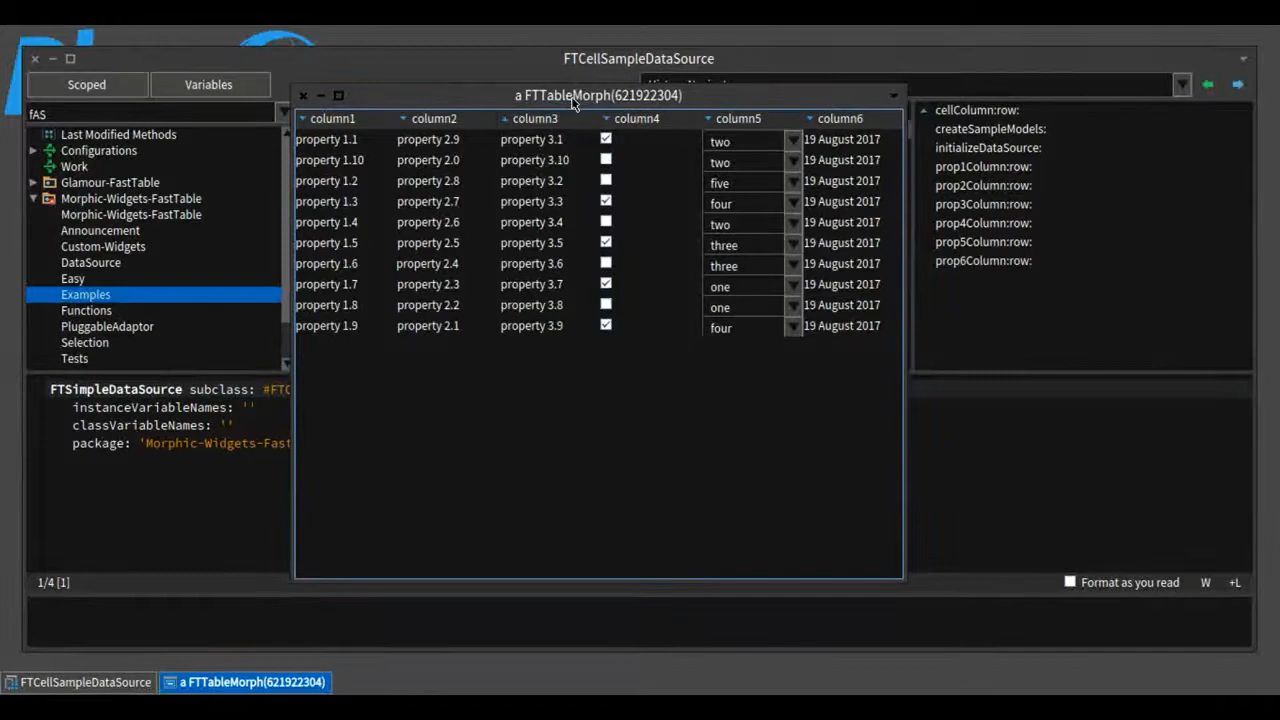 FTCellSampleDataSource
Scoped
Variables
fAS
Last Modified Methods
Configurations
Work
Glamour-FastTable
Morphic-Widgets-FastTable
Morphic-Widgets-FastTable
Announcement
Custom-Widgets
DataSource
Easy
Examples
Functions
PluggableAdaptor
Selection
Tests
a FTTableMorph(621922304)
column1 column2 column3 column4 column5 column6
property 1.1 property 2.9 property 3.1 two 19 August 2017
property 1.10 property 2.0 property 3.10 two 19 August 2017
property 1.2 property 2.8 property 3.2 five 19 August 2017
property 1.3 property 2.7 property 3.3 four 19 August 2017
property 1.4 property 2.6 property 3.4 two 19 August 2017
property 1.5 property 2.5 property 3.5 three 19 August 2017
property 1.6 property 2.4 property 3.6 three 19 August 2017
property 1.7 property 2.3 property 3.7 one 19 August 2017
property 1.8 property 2.2 property 3.8 one 19 August 2017
property 1.9 property 2.1 property 3.9 four 19 August 2017
cellColumn:row:
createSampleModels:
initializeDataSource:
prop1Column:row:
prop2Column:row:
prop3Column:row:
prop4Column:row:
prop5Column:row:
prop6Column:row:
FTSimpleDataSource subclass: #FTC
instanceVariableNames: ''
classVariableNames: ''
package: 'Morphic-Widgets-Fast
1/4 [1]
Format as you read W +L
FTCellSampleDataSource
a FTTableMorph(621922304)